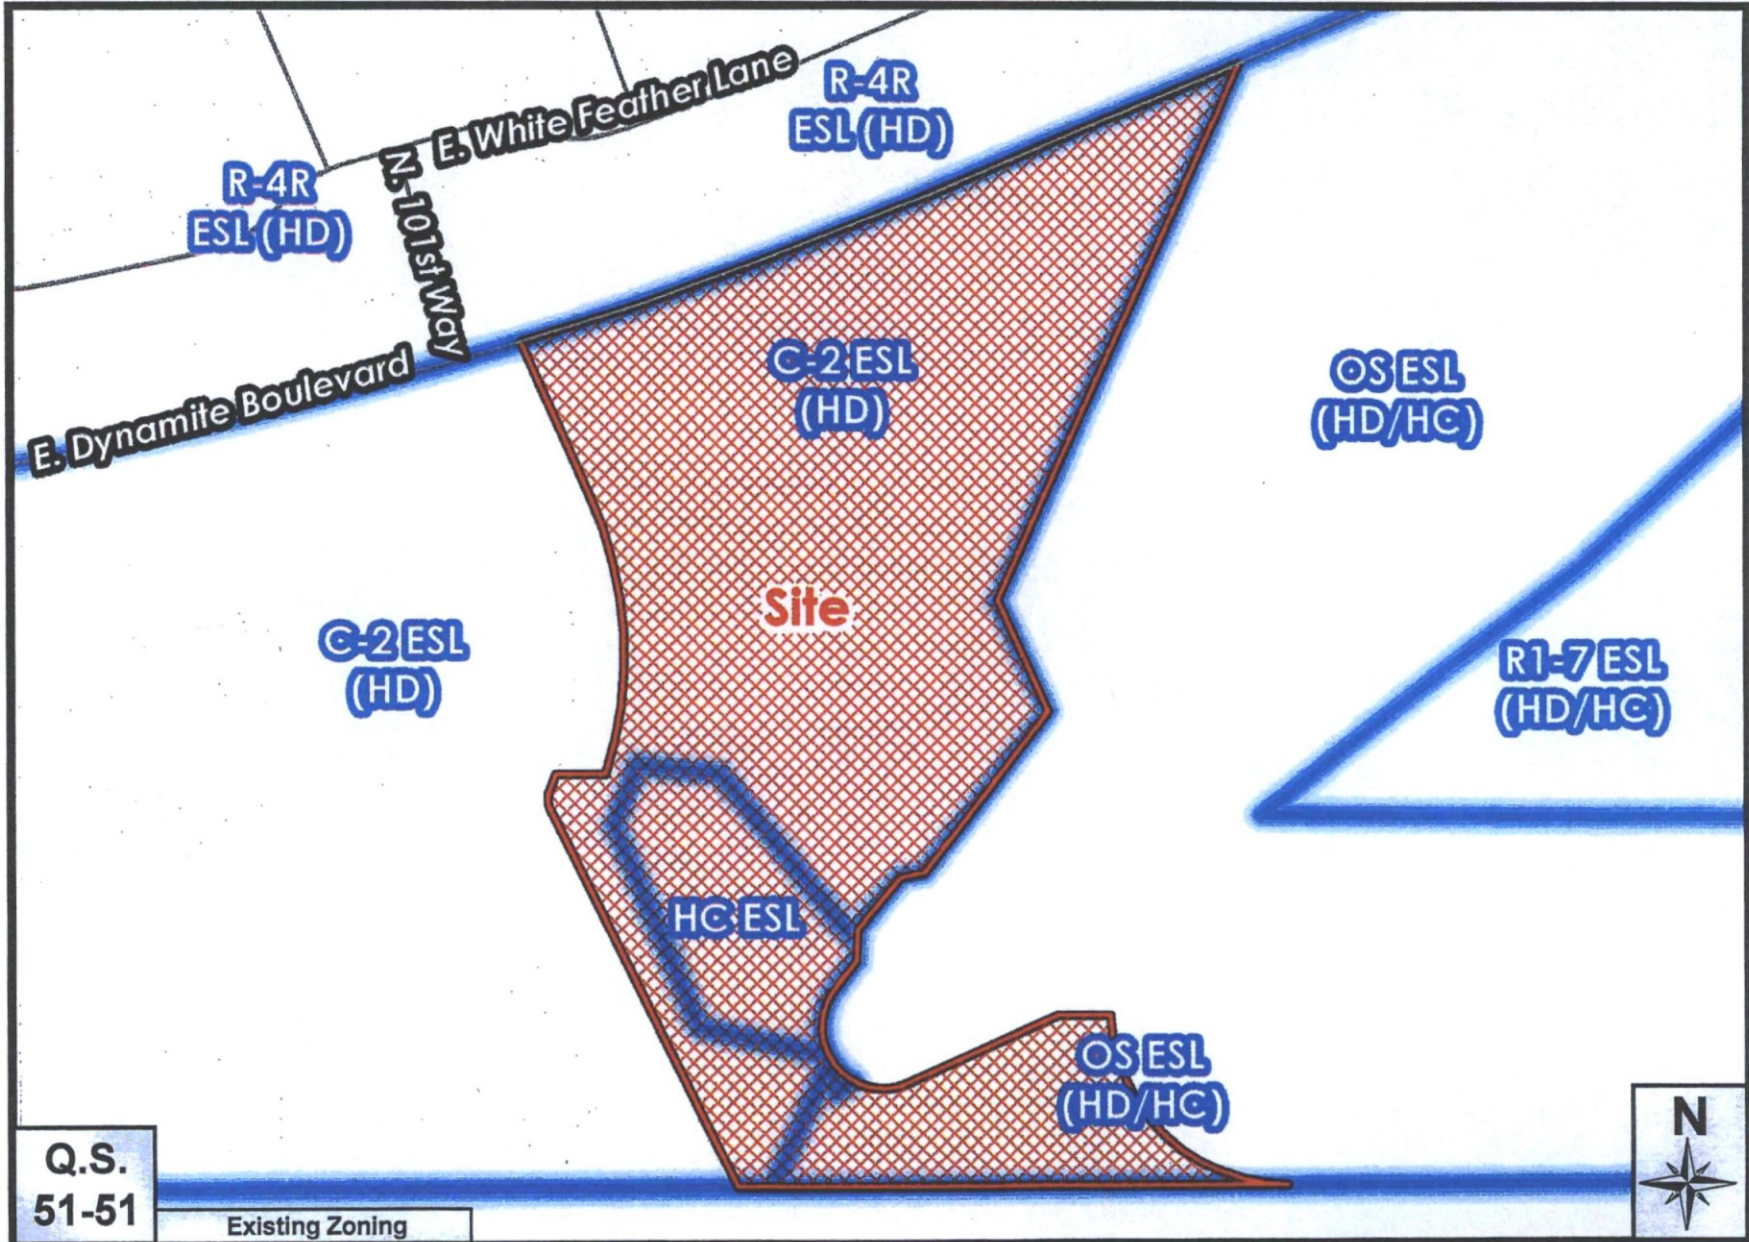 E. White Feather Lane
R-4R
ESL (HD)
R-4R
ESL (HD)
N. 101st Way
E. Dynamite Boulevard
C-2 ESL
(HD)
OS ESL
(HD/HC)
Site
C-2 ESL
(HD)
R1-7 ESL
(HD/HC)
HC ESL
OS ESL
(HD/HC)
Q.S.
51-51
Existing Zoning
N